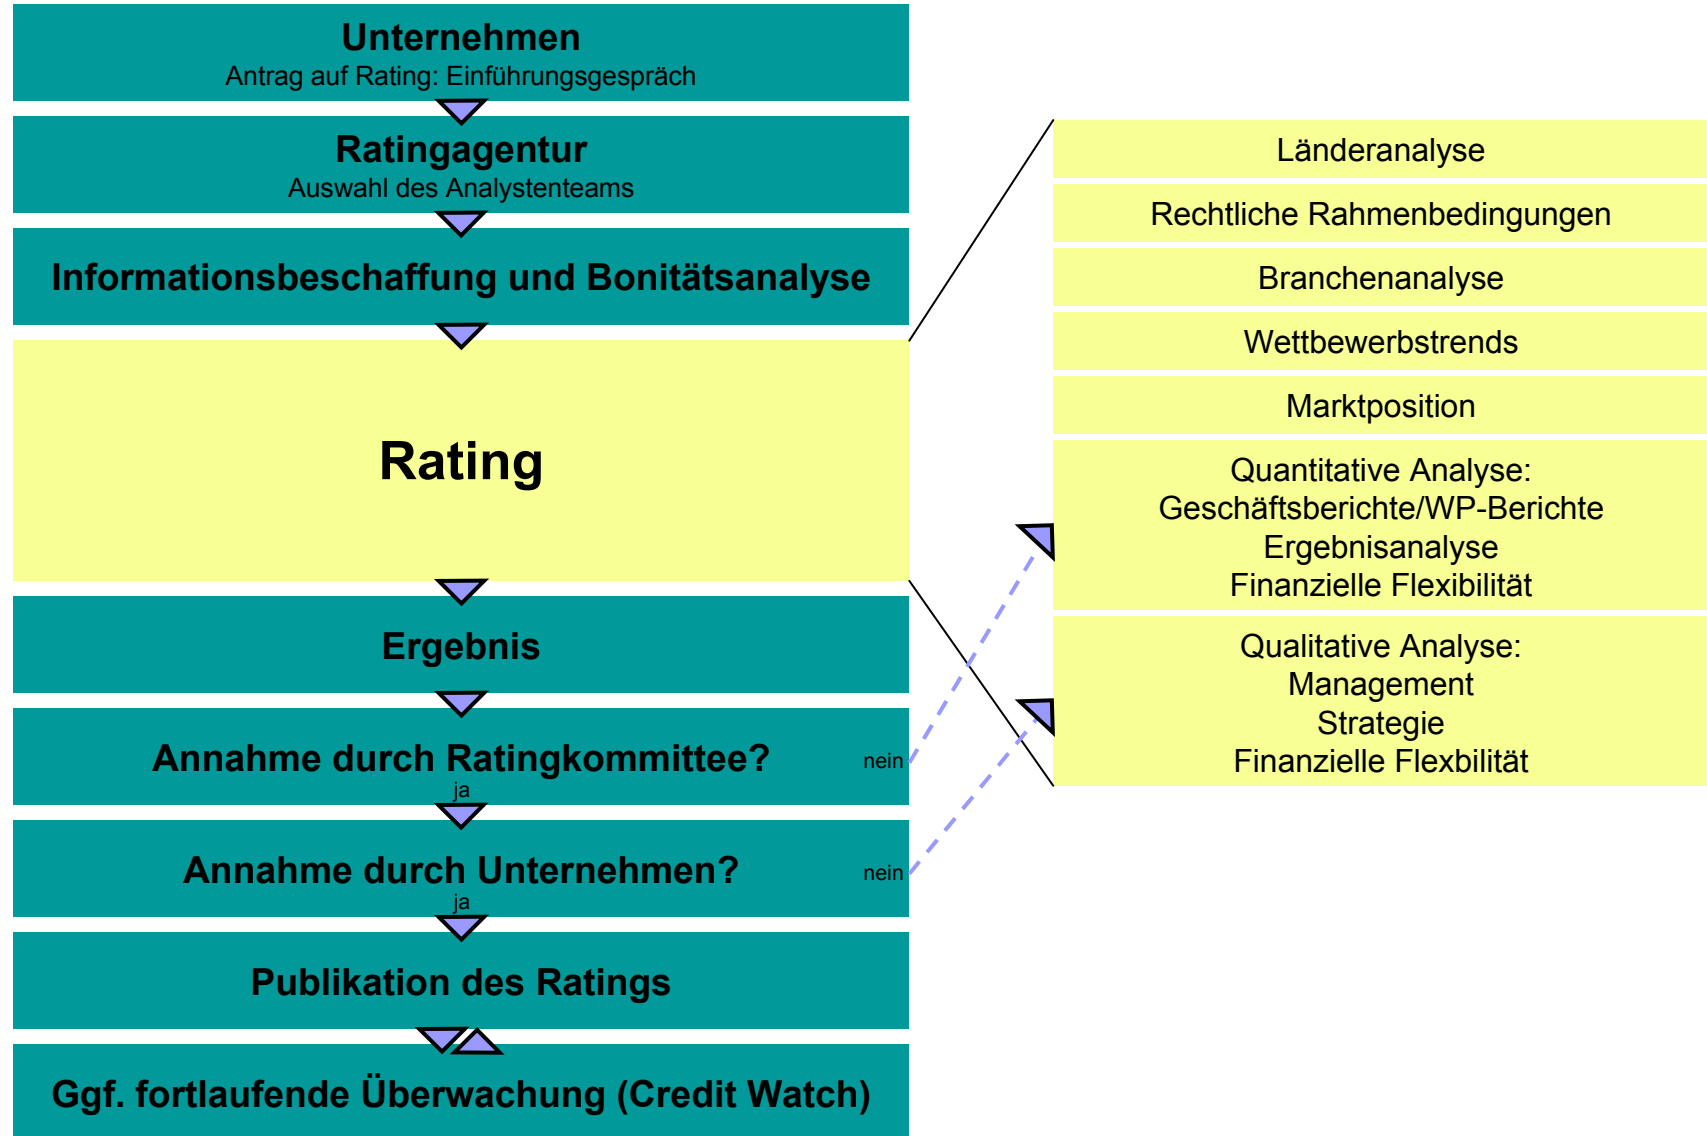 Unternehmen
Antrag auf Rating: Einführungsgespräch
Ratingagentur
Auswahl des Analystenteams
Informationsbeschaffung und Bonitätsanalyse
Rating
Ergebnis
Annahme durch Ratingkommittee?
nein
ja
Annahme durch Unternehmen?
nein
ja
Publikation des Ratings
Ggf. fortlaufende Überwachung (Credit Watch)
Länderanalyse
Rechtliche Rahmenbedingungen
Branchenanalyse
Wettbewerbstrends
Marktposition
Quantitative Analyse:
Geschäftsberichte/WP-Berichte
Ergebnisanalyse
Finanzielle Flexibilität
Qualitative Analyse:
Management
Strategie
Finanzielle Flexbilität